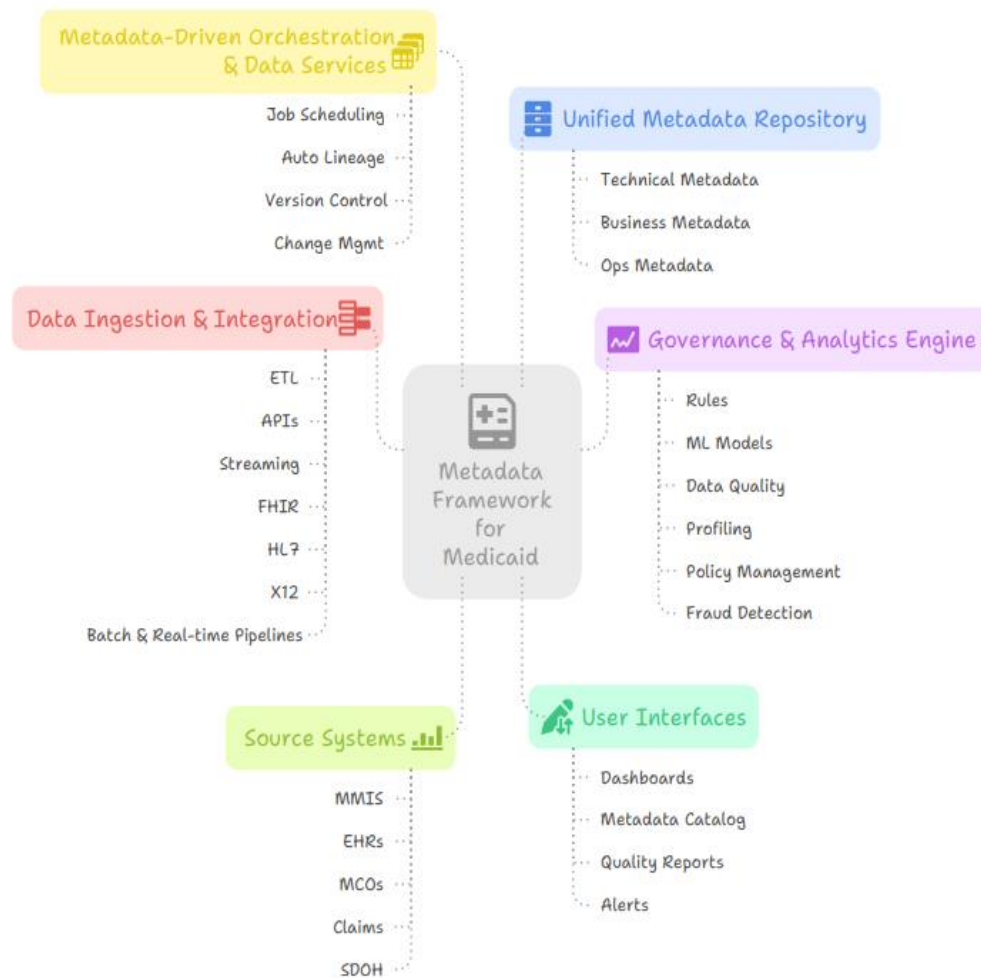 Metadata-Driven Orchestration
& Data Services
Job Scheduling
Auto Lineage
Version Control
Change Mgmt
Unified Metadata Repository
Technical Metadata
Business Metadata
Ops Metadata
Data Ingestion & Integration
ETL
APIs
Streaming
FHIR
HL7
X12
Batch & Real-time Pipelines
Governance & Analytics Engine
Rules
ML Models
Data Quality
Profiling
Policy Management
Fraud Detection
Metadata
Framework
for
Medicaid
Source Systems
MMIS
EHRs
MCOs
Claims
SDOH
User Interfaces
Dashboards
Metadata Catalog
Quality Reports
Alerts